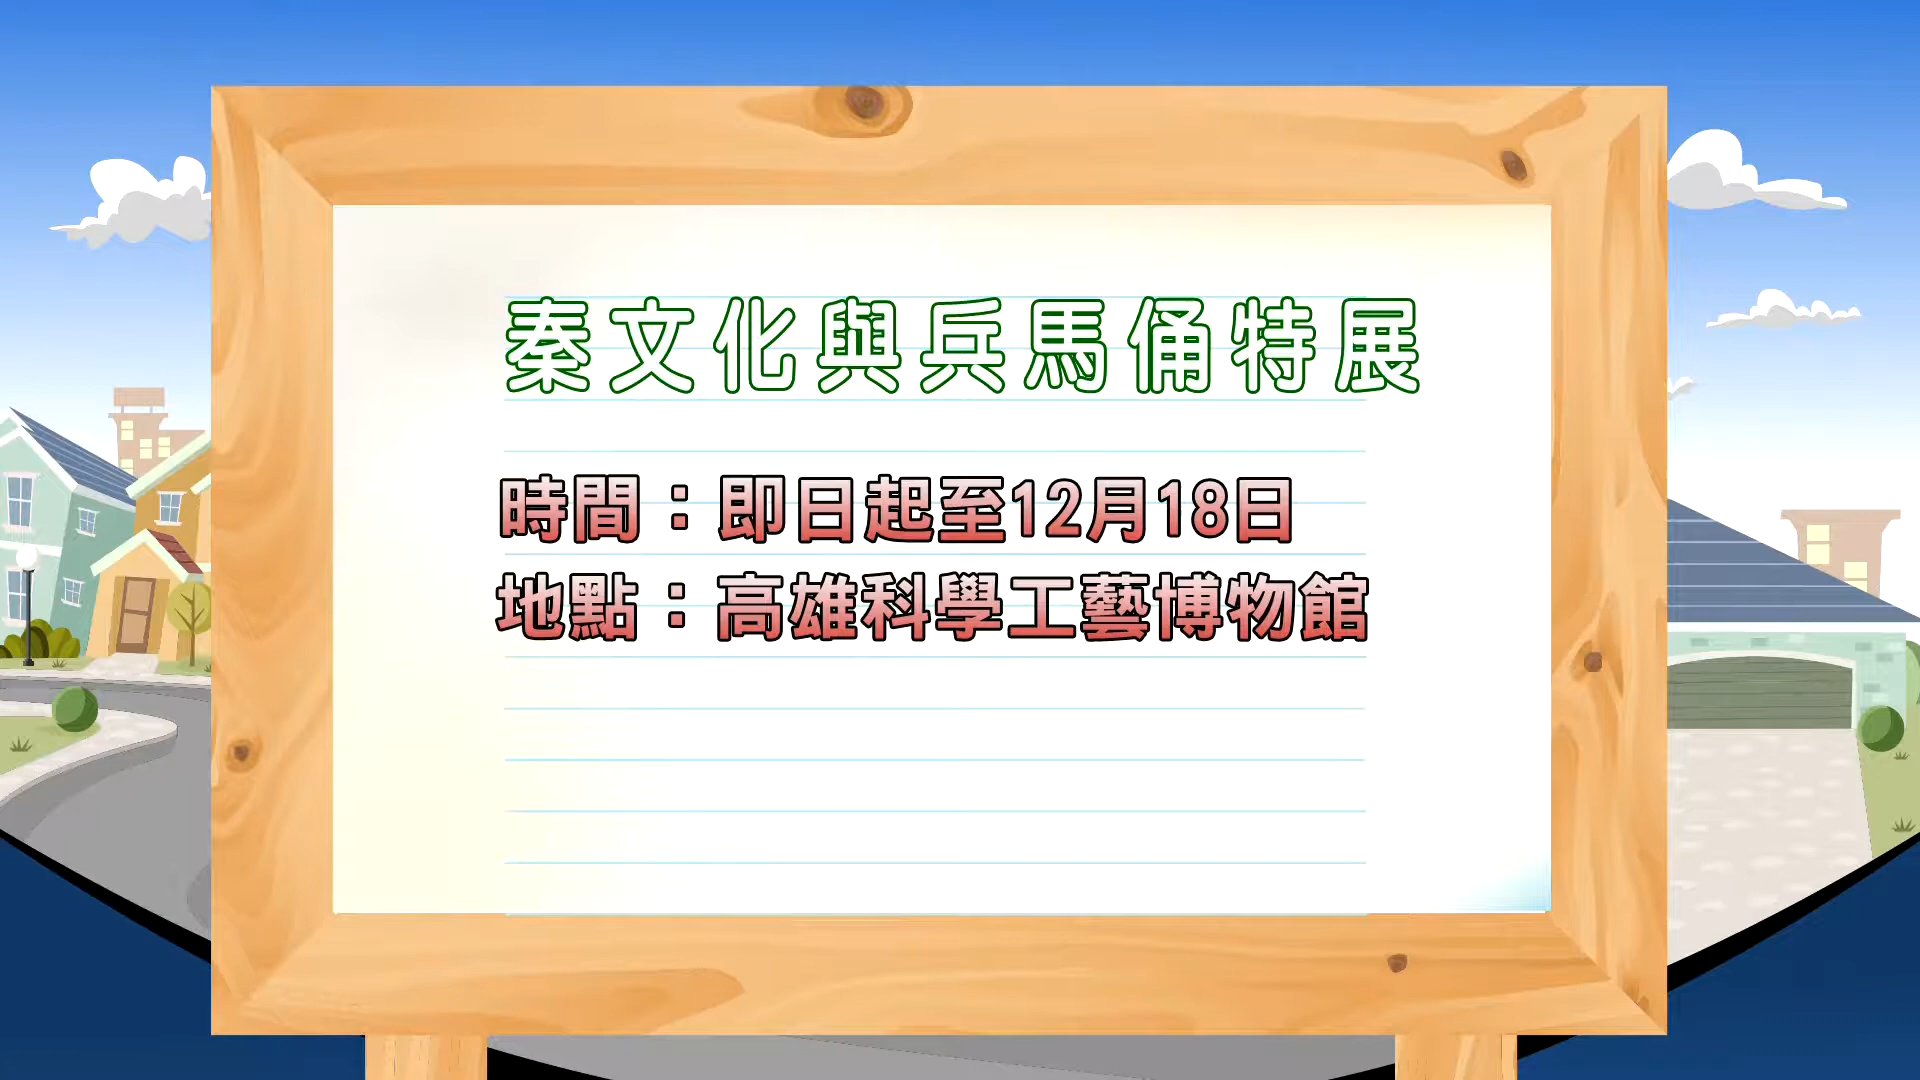 秦文化與兵馬俑特展
時間：即日起至12月18日
地點：高雄科學工藝博物館